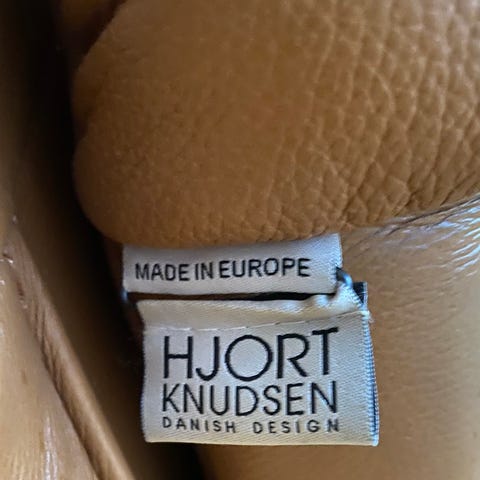 MADE IN EUROPE
HJORT
KNUDSEN
DANISH DESIGN